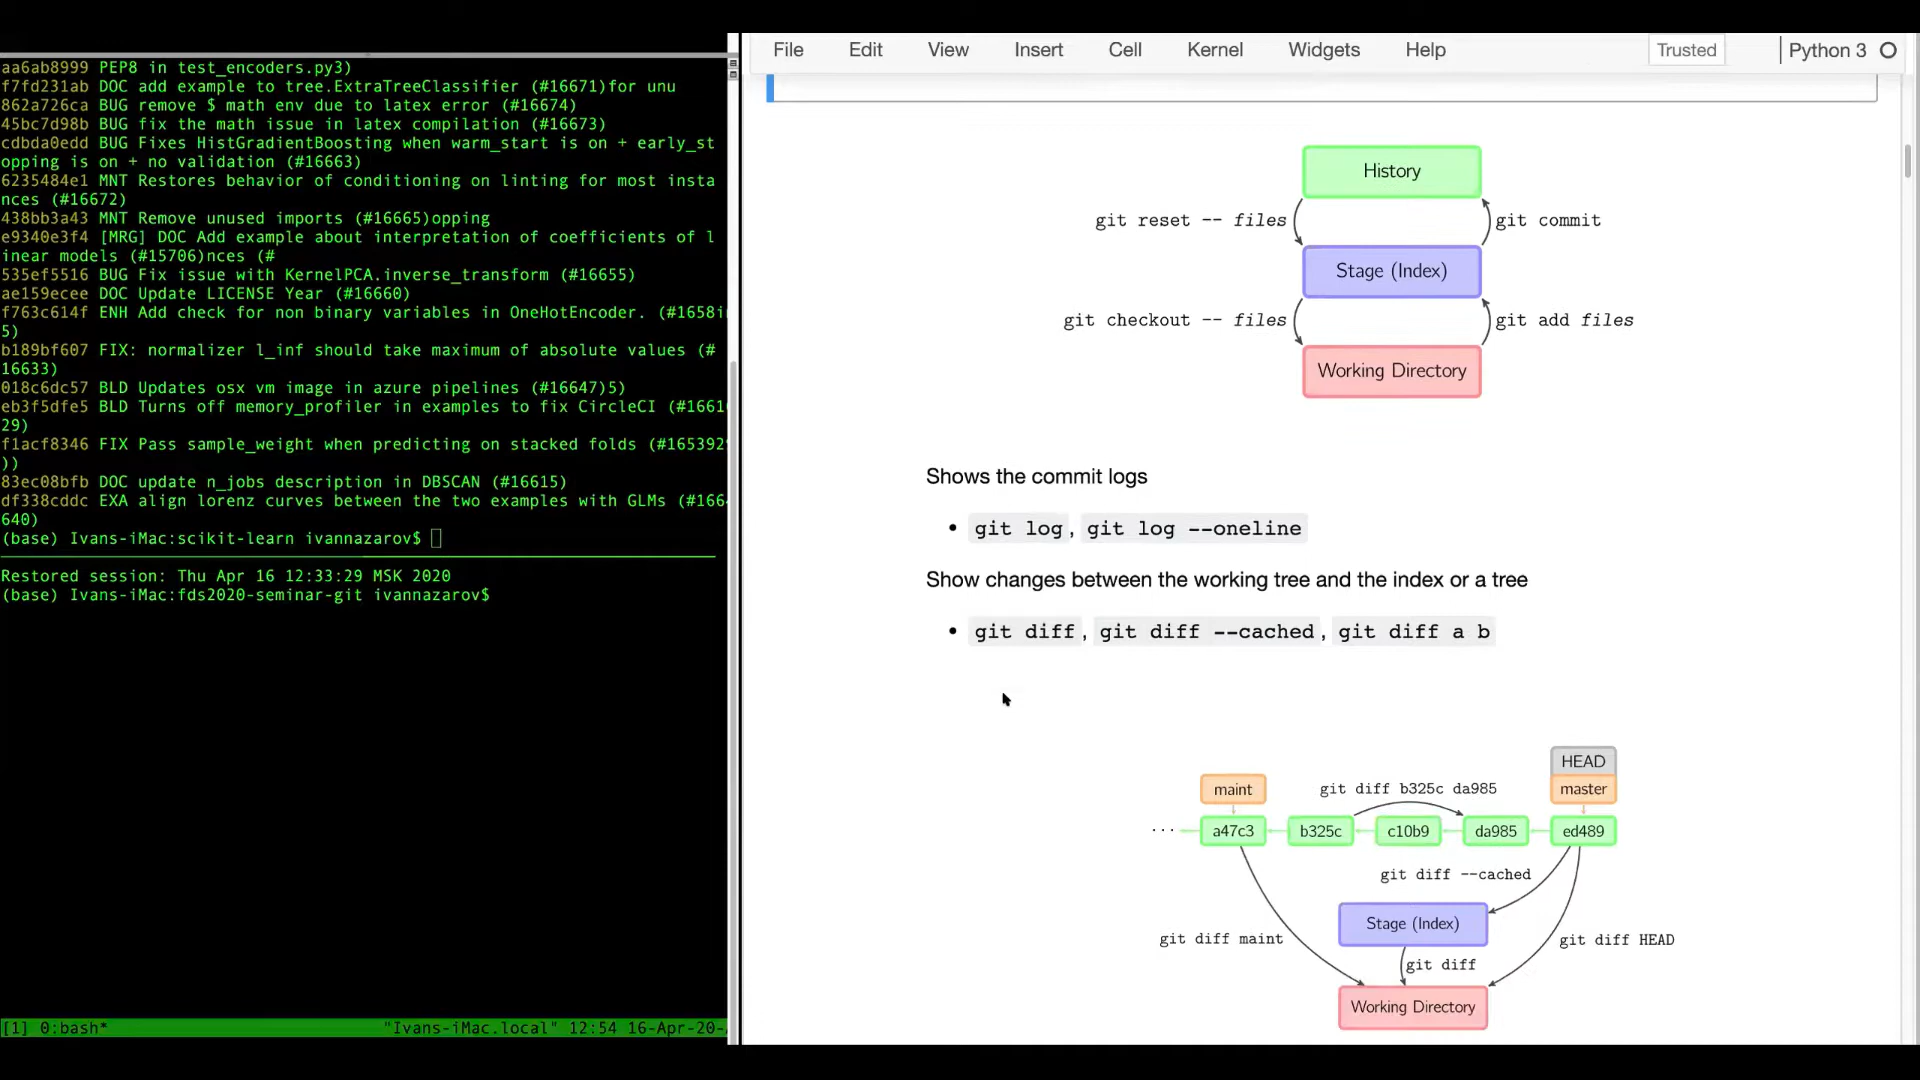 aa6ab8999 PEP8 in test_encoders.py3)
f7fd231ab DOC add example to tree.ExtraTreeClassifier (#16671)for unu
862a726ca BUG remove $ math env due to latex error (#16674)
45bc7d98b BUG fix the math issue in latex compilation (#16673)
cdbda0edd BUG Fixes HistGradientBoosting when warm_start is on + early_st
opping is on + no validation (#16663)
6235484e1 MNT Restores behavior of conditioning on linting for most insta
nces (#16672)
438bb3a43 MNT Remove unused imports (#16665)opping
e9340e3f4 [MRG] DOC Add example about interpretation of coefficients of l
inear models (#15706)nces (#
535ef5516 BUG Fix issue with KernelPCA.inverse_transform (#16655)
ae159ecee DOC Update LICENSE Year (#16660)
f763c614f ENH Add check for non binary variables in OneHotEncoder. (#1658in
5)
b189bf607 FIX: normalizer l_inf should take maximum of absolute values (#
16633)
018c6dc57 BLD Updates osx vm image in azure pipelines (#16647)5)
eb3f5dfe5 BLD Turns off memory_profiler in examples to fix CircleCI (#1661
29)
f1acf8346 FIX Pass sample_weight when predicting on stacked folds (#165392
))
83ec08bfb DOC update n_jobs description in DBSCAN (#16615)
df338cddc EXA align lorenz curves between the two examples with GLMs (#166
640)
(base) Ivans-iMac:scikit-learn ivannazarov$
Restored session: Thu Apr 16 12:33:29 MSK 2020
(base) Ivans-iMac:fds2020-seminar-git ivannazarov$
[1] 0:bash* "Ivans-iMac.local" 12:54 16-Apr-20
File Edit View Insert Cell Kernel Widgets Help Trusted Python 3
History
git reset -- files git commit
Stage (Index)
git checkout -- files git add files
Working Directory
Shows the commit logs
• git log, git log --oneline
Show changes between the working tree and the index or a tree
• git diff, git diff --cached, git diff a b
HEAD
maint git diff b325c da985 master
... a47c3 b325c c10b9 da985 ed489
git diff --cached
Stage (Index)
git diff maint git diff HEAD
git diff
Working Directory